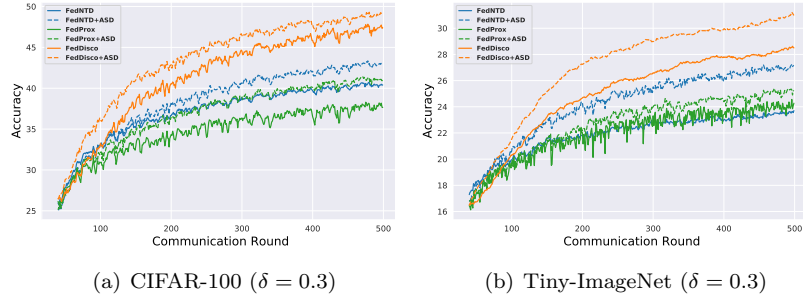 FedNTD
FedNTD+ASD
FedProx
FedProx+ASD
FedDisco
FedDisco+ASD
50
45
40
35
30
25
Accuracy
100
200
300
400
500
Communication Round
(a) CIFAR-100 (δ = 0.3)
FedNTD
FedNTD+ASD
FedProx
FedProx+ASD
FedDisco
FedDisco+ASD
30
28
26
24
22
20
18
16
Accuracy
100
200
300
400
500
Communication Round
(b) Tiny-ImageNet (δ = 0.3)